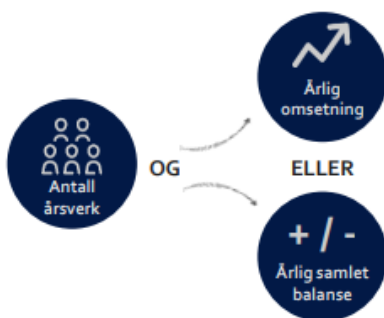 Antall
årsverk
OG
Årlig
omsetning
ELLER
+ / -
Årlig samlet
balanse